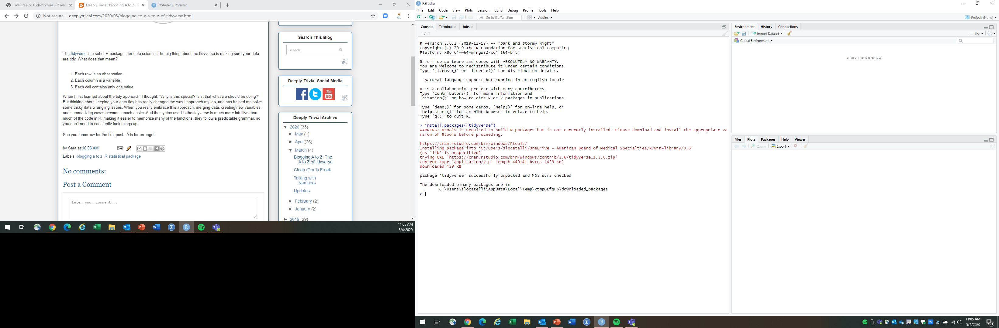 Live Free or Dichotomize - R rele
Deeply Trivial: Blogging A to Z: T
RStudio - RStudio
Not secure | deeplytrivial.com/2020/03/blogging-to-z-a-to-z-of-tidyverse.html
The tidyverse is a set of R packages for data science. The big thing about the tidyverse is making sure your data
are tidy. What does that mean?
1. Each row is an observation
2. Each column is a variable
3. Each cell contains only one value
When I first learned about the tidy approach, I thought, "Why is this special? Isn't that what we should be doing?"
But thinking about keeping your data tidy has really changed the way I approach my job, and has helped me solve
some tricky data wrangling issues. When you really embrace this approach, merging data, creating new variables,
and summarizing cases becomes much easier. And the syntax used is the tidyverse is much more intuitive than
much of the code in R, making it easier to memorize many of the functions; they follow a predictable grammar, so
you don't need to constantly look things up.
See you tomorrow for the first post - A is for arrange!
by Sara at 10:06 AM
Labels: blogging a to z, R statistical package
No comments:
Post a Comment
Enter your comment...
Search This Blog
Search
Deeply Trivial Social Media
You
Tube
Deeply Trivial Archive
▼ 2020 (35)
► May (1)
► April (26)
▼ March (4)
Blogging A to Z: The
A to Z of tidyverse
Clean (Don't) Freak
Talking with
Numbers
Updates
► February (2)
► January (2)
► 2019 (29)
11:05 AM
5/4/2020
RStudio
File Edit Code View Plots Session Build Debug Profile Tools Help
Go to file/function
Addins
Project: (None)
Console Terminal Jobs
~/
R version 3.6.2 (2019-12-12) -- "Dark and Stormy Night"
Copyright (C) 2019 The R Foundation for Statistical Computing
Platform: x86_64-w64-mingw32/x64 (64-bit)
R is free software and comes with ABSOLUTELY NO WARRANTY.
You are welcome to redistribute it under certain conditions.
Type 'license()' or 'licence()' for distribution details.
Natural language support but running in an English locale
R is a collaborative project with many contributors.
Type 'contributors()' for more information and
'citation()' on how to cite R or R packages in publications.
Type 'demo()' for some demos, 'help()' for on-line help, or
'help.start()' for an HTML browser interface to help.
Type 'q()' to quit R.
> install.packages("tidyverse")
WARNING: Rtools is required to build R packages but is not currently installed. Please download and install the appropriate ve
rsion of Rtools before proceeding:
https://cran.rstudio.com/bin/windows/Rtools/
Installing package into ‘C:/Users/slocatelli/OneDrive - American Board of Medical Specialties/R/win-library/3.6’
(as ‘lib’ is unspecified)
trying URL 'https://cran.rstudio.com/bin/windows/contrib/3.6/tidyverse_1.3.0.zip'
Content type 'application/zip' length 440141 bytes (429 KB)
downloaded 429 KB
package ‘tidyverse’ successfully unpacked and MD5 sums checked
The downloaded binary packages are in
C:\Users\slocatelli\AppData\Local\Temp\RtmpQLfqH6\downloaded_packages
>
Environment History Connections
Import Dataset
List
Global Environment
Environment is empty
Files Plots Packages Help Viewer
Zoom Export
11:05 AM
5/4/2020
21